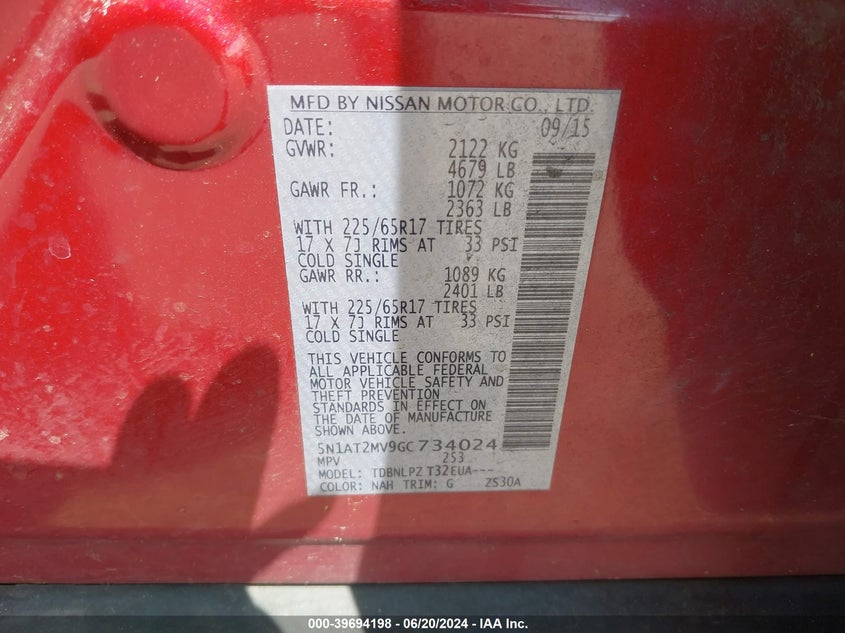 MFD BY NISSAN MOTOR CO., LTD.
DATE: 09/15
GVWR: 2122 KG
4679 LB
GAWR FR.: 1072 KG
2363 LB
WITH 225/65R17 TIRES
17 X 7J RIMS AT 33 PSI
COLD SINGLE
GAWR RR.: 1089 KG
2401 LB
WITH 225/65R17 TIRES
17 X 7J RIMS AT 33 PSI
COLD SINGLE
THIS VEHICLE CONFORMS TO
ALL APPLICABLE FEDERAL
MOTOR VEHICLE SAFETY AND
THEFT PREVENTION
STANDARDS IN EFFECT ON
THE DATE OF MANUFACTURE
SHOWN ABOVE.
5N1AT2MV9GC734024
MPV 253
MODEL: TDBNLPZ T32EUA---
COLOR: NAH TRIM: G ZS30A
000-39694198 - 06/20/2024 - IAA Inc.